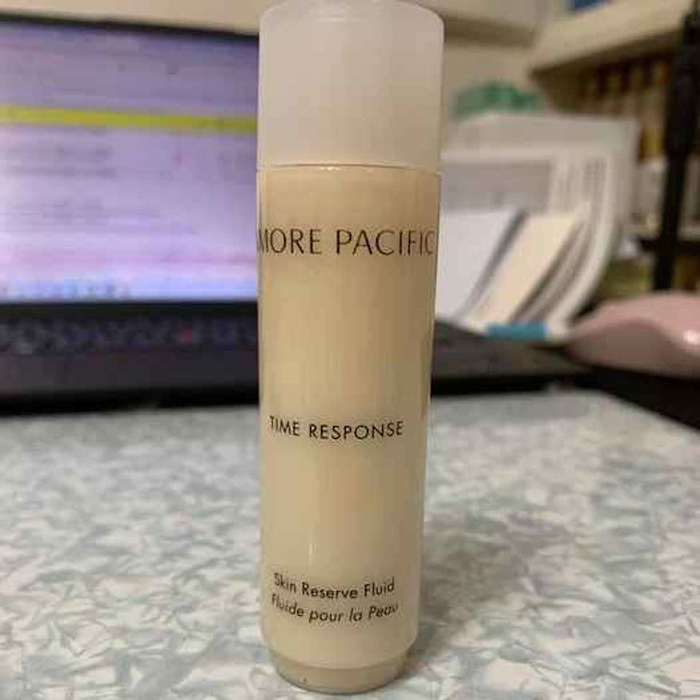 MORE PACIFIC
TIME RESPONSE
Skin Reserve Fluid
Fluide pour la Peau